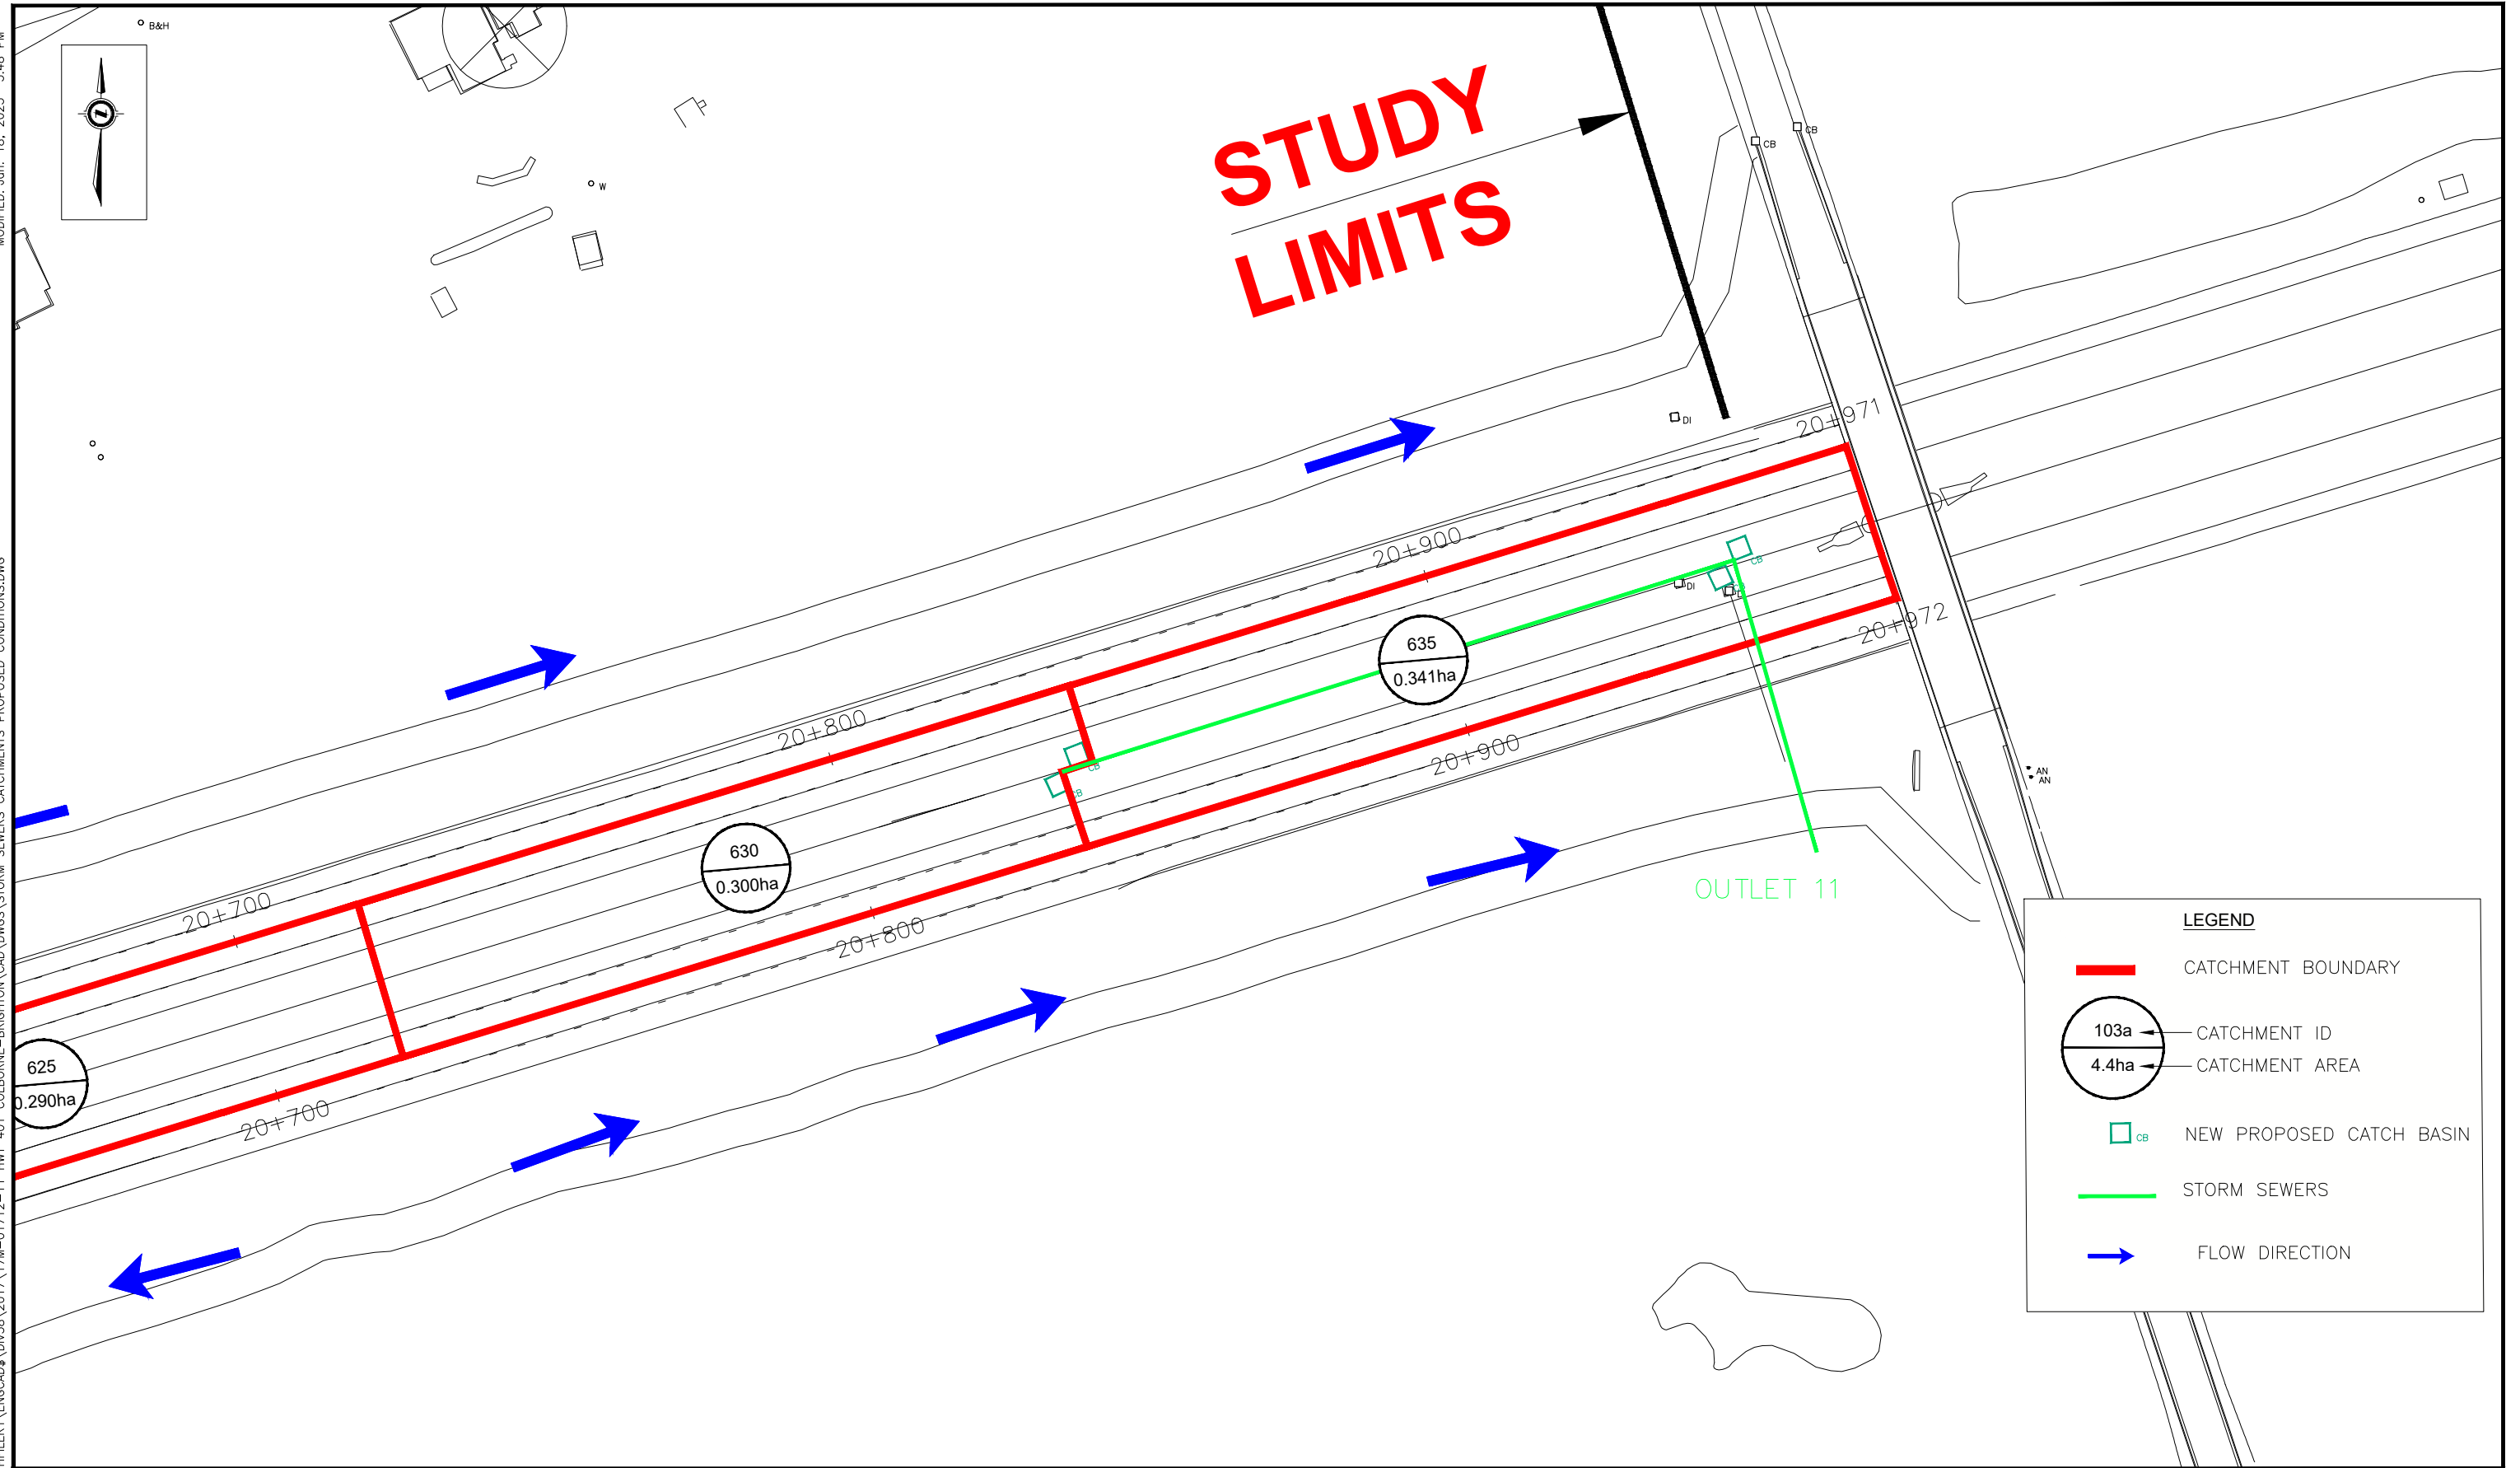 B&H
W
STUDY
LIMITS
CB
CB
DI
20+971
20+900
CB
DI
635
0.341ha
20+972
20+800
CB
CB
20+900
AN
AN
630
0.300ha
OUTLET 11
20+700
20+800
625
0.290ha
20+700
LEGEND
CATCHMENT BOUNDARY
103a
CATCHMENT ID
4.4ha
CATCHMENT AREA
CB
NEW PROPOSED CATCH BASIN
STORM SEWERS
FLOW DIRECTION